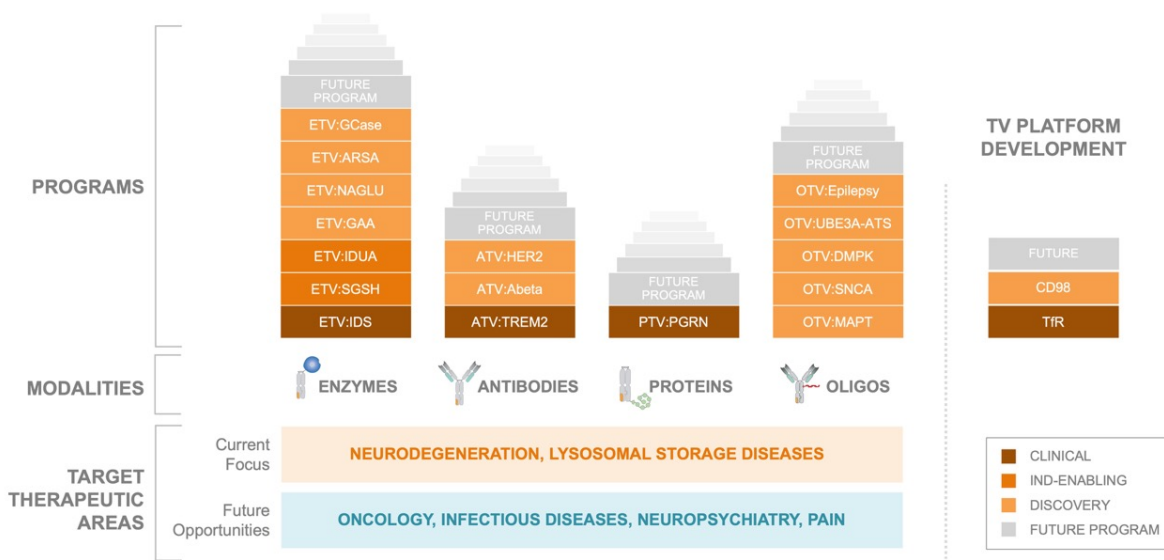 PROGRAMS
FUTURE
PROGRAM
ETV:GCase
ETV:ARSA
ETV:NAGLU
ETV:GAA
ETV:IDUA
ETV:SGSH
ETV:IDS
FUTURE
PROGRAM
ATV:HER2
ATV:Abeta
ATV:TREM2
FUTURE
PROGRAM
PTV:PGRN
FUTURE
PROGRAM
OTV:Epilepsy
OTV:UBE3A-ATS
OTV:DMPK
OTV:SNCA
OTV:MAPT
TV PLATFORM
DEVELOPMENT
FUTURE
CD98
TfR
MODALITIES
ENZYMES
ANTIBODIES
PROTEINS
OLIGOS
TARGET
THERAPEUTIC
AREAS
Current
Focus
NEURODEGENERATION, LYSOSOMAL STORAGE DISEASES
Future
Opportunities
ONCOLOGY, INFECTIOUS DISEASES, NEUROPSYCHIATRY, PAIN
CLINICAL
IND-ENABLING
DISCOVERY
FUTURE PROGRAM